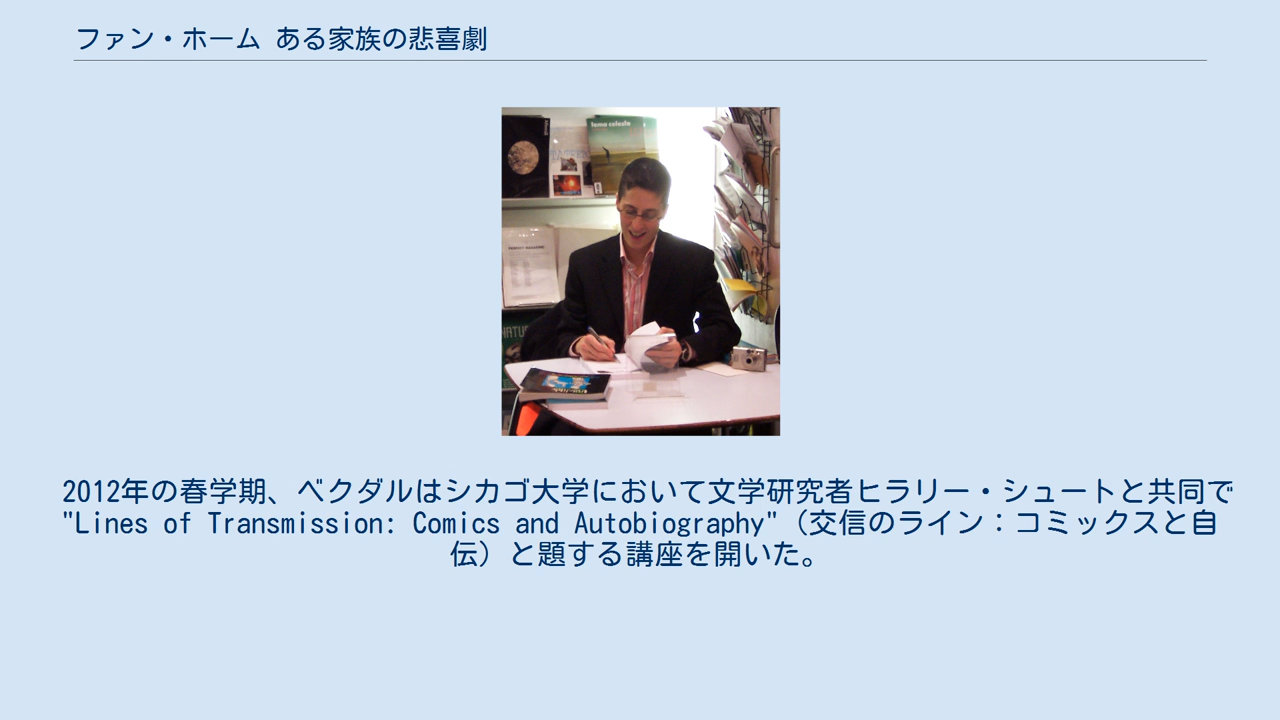 ファン・ホーム ある家族の悲喜劇
tema celeste
2012年の春学期、ベクダルはシカゴ大学において文学研究者ヒラリー・シュートと共同で
"Lines of Transmission: Comics and Autobiography"（交信のライン：コミックスと自
伝）と題する講座を開いた。